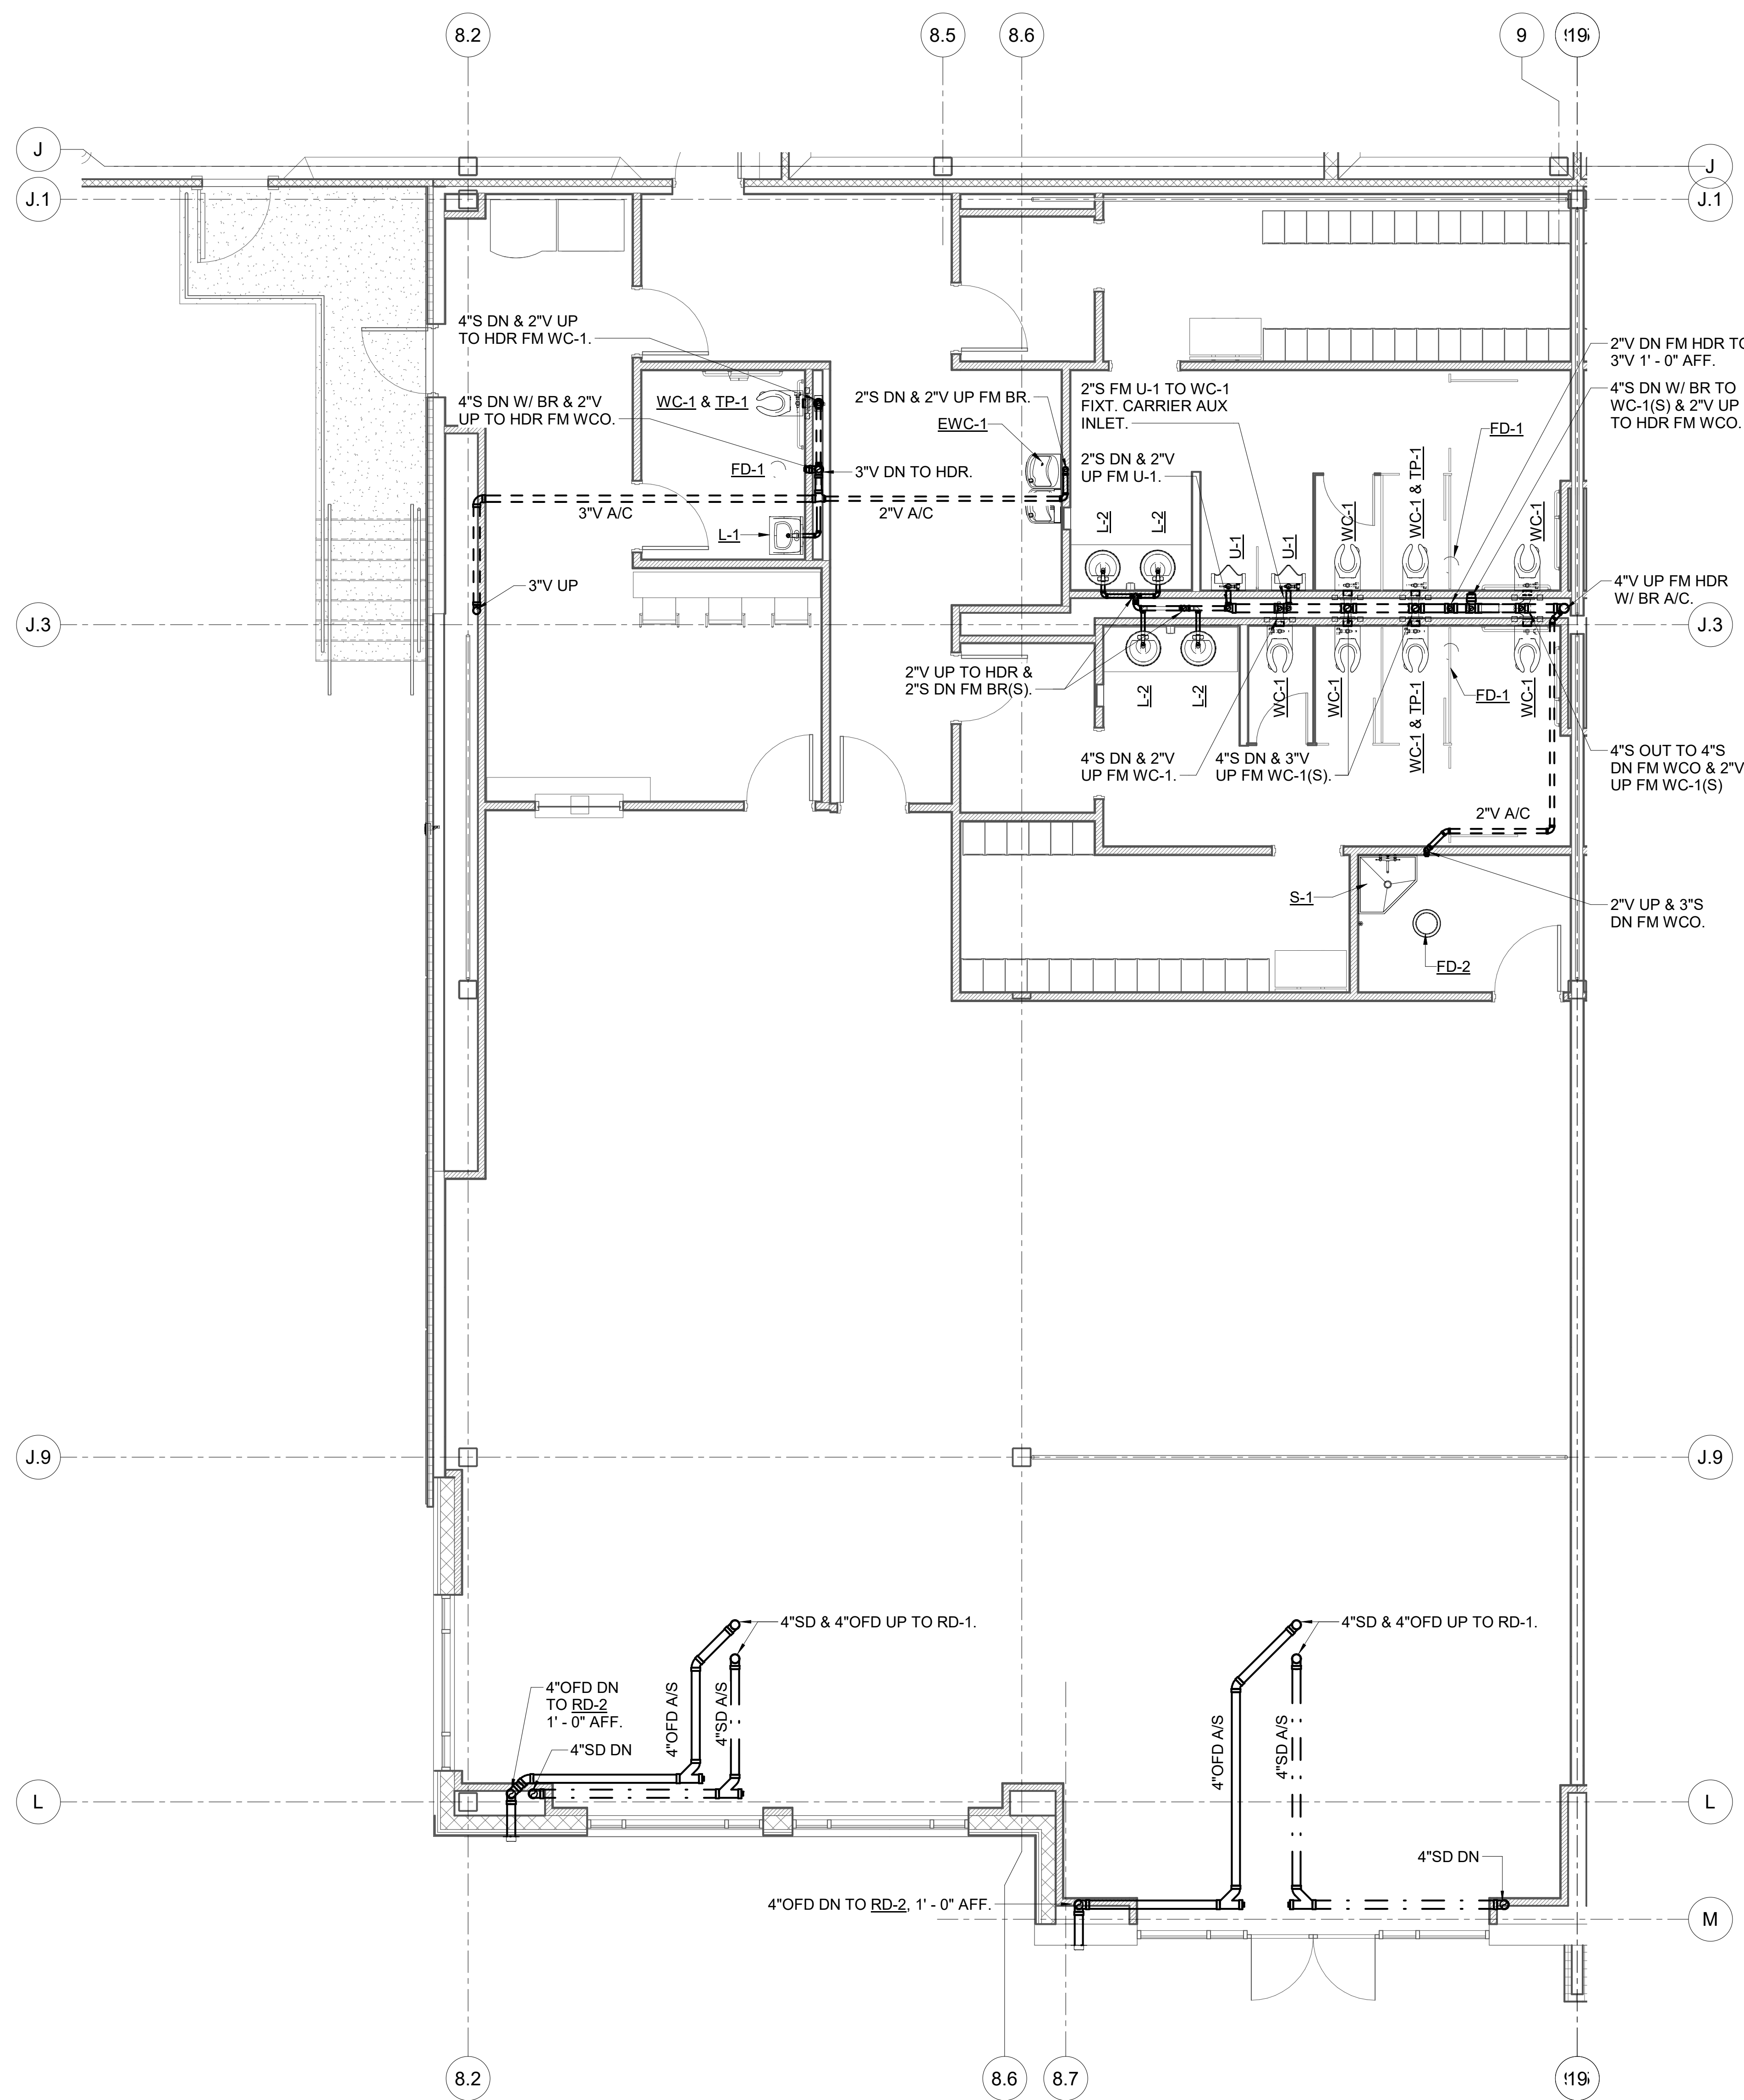 8.2
8.5
8.6
9
J
J
J.1
J.1
4"S DN & 2"V UP
TO HDR FM WC-1.
4"S DN W/ BR & 2"V
UP TO HDR FM WCO.
WC-1 & TP-1
FD-1
3"V DN TO HDR.
3"V A/C
2"V A/C
L-1
3"V UP
2"S DN & 2"V UP FM BR.
EWC-1
2"S FM U-1 TO WC-1
FIXT. CARRIER AUX
INLET.
2"S DN & 2"V
UP FM U-1.
L-2
L-2
U-1
U-1
WC-1
WC-1 & TP-1
FD-1
WC-1
2"V DN FM HDR TO
3"V 1' - 0" AFF.
4"S DN W/ BR TO
WC-1(S) & 2"V UP
TO HDR FM WCO.
4"V UP FM HDR
W/ BR A/C.
J.3
J.3
2"V UP TO HDR &
2"S DN FM BR(S).
L-2
L-2
WC-1
WC-1
WC-1 & TP-1
FD-1
WC-1
4"S DN & 2"V
UP FM WC-1.
4"S DN & 3"V
UP FM WC-1(S).
4"S OUT TO 4"S
DN FM WCO & 2"V
UP FM WC-1(S)
2"V A/C
S-1
FD-2
2"V UP & 3"S
DN FM WCO.
J.9
J.9
4"SD & 4"OFD UP TO RD-1.
4"SD & 4"OFD UP TO RD-1.
4"OFD DN
TO RD-2
1' - 0" AFF.
4"SD DN
4"OFD A/S
4"SD A/S
4"OFD A/S
4"SD A/S
L
L
4"SD DN
4"OFD DN TO RD-2, 1' - 0" AFF.
M
8.2
8.6
8.7